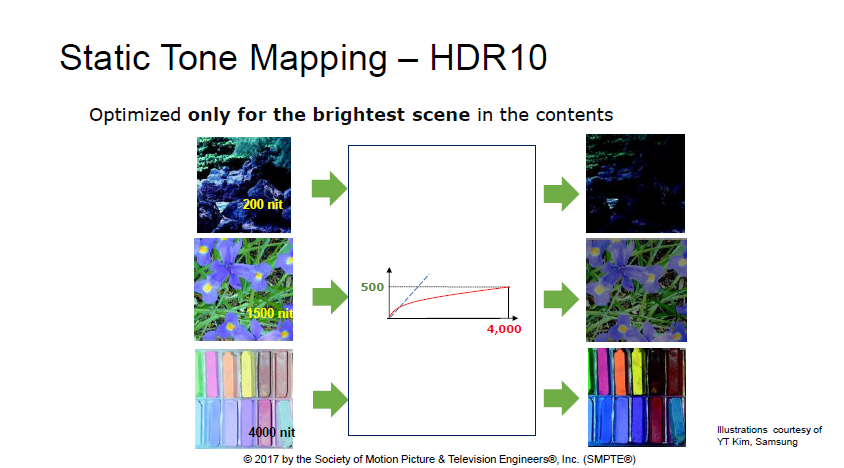 Static Tone Mapping – HDR10
Optimized only for the brightest scene in the contents
200 nit
1500 nit
500
4,000
4000 nit
Illustrations courtesy of
YT Kim, Samsung
© 2017 by the Society of Motion Picture & Television Engineers®, Inc. (SMPTE®)